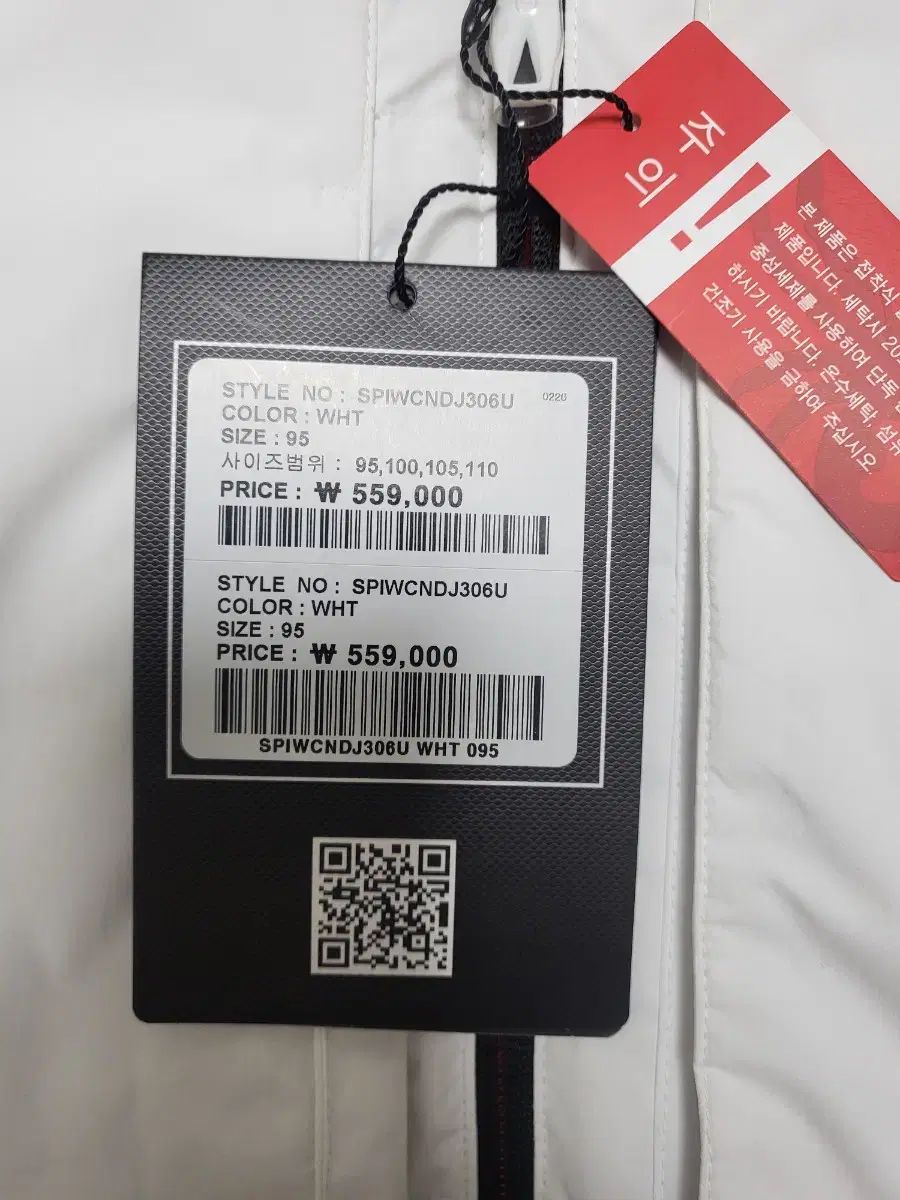 STYLE NO : SPIWCNDJ306U 0220
COLOR : WHT
SIZE : 95
사이즈범위 : 95,100,105,110
PRICE : ₩ 559,000
STYLE NO : SPIWCNDJ306U
COLOR : WHT
SIZE : 95
PRICE : ₩ 559,000
SPIWCNDJ306U WHT 095
주
의
!
본 제품은 접착식
제품입니다. 세탁시 20
중성세제를 사용하여 단독
하시기 바랍니다. 온수세탁, 섬유
건조기 사용을 금하여 주십시오